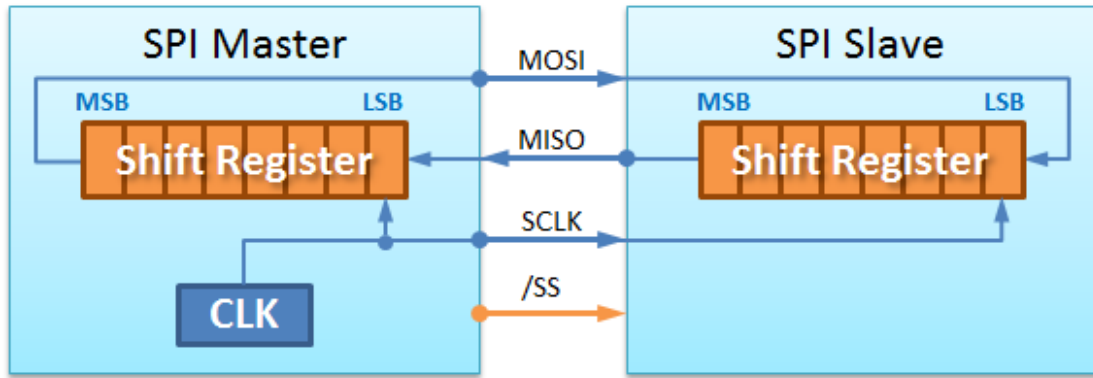 SPI Master
SPI Slave
MOSI
MSB
LSB
MSB
LSB
MISO
Shift Register
Shift Register
SCLK
/SS
CLK